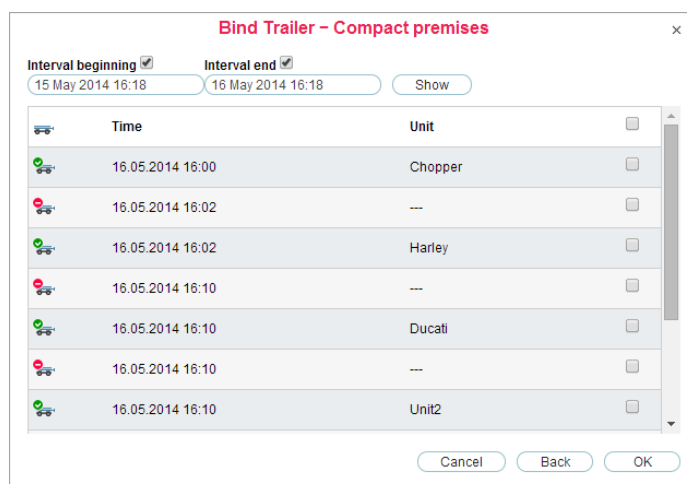 Bind Trailer – Compact premises ×
Interval beginning Interval end
15 May 2014 16:18 16 May 2014 16:18 Show
Time Unit
16.05.2014 16:00 Chopper
16.05.2014 16:02 ---
16.05.2014 16:02 Harley
16.05.2014 16:10 ---
16.05.2014 16:10 Ducati
16.05.2014 16:10 ---
16.05.2014 16:10 Unit2
Cancel Back OK